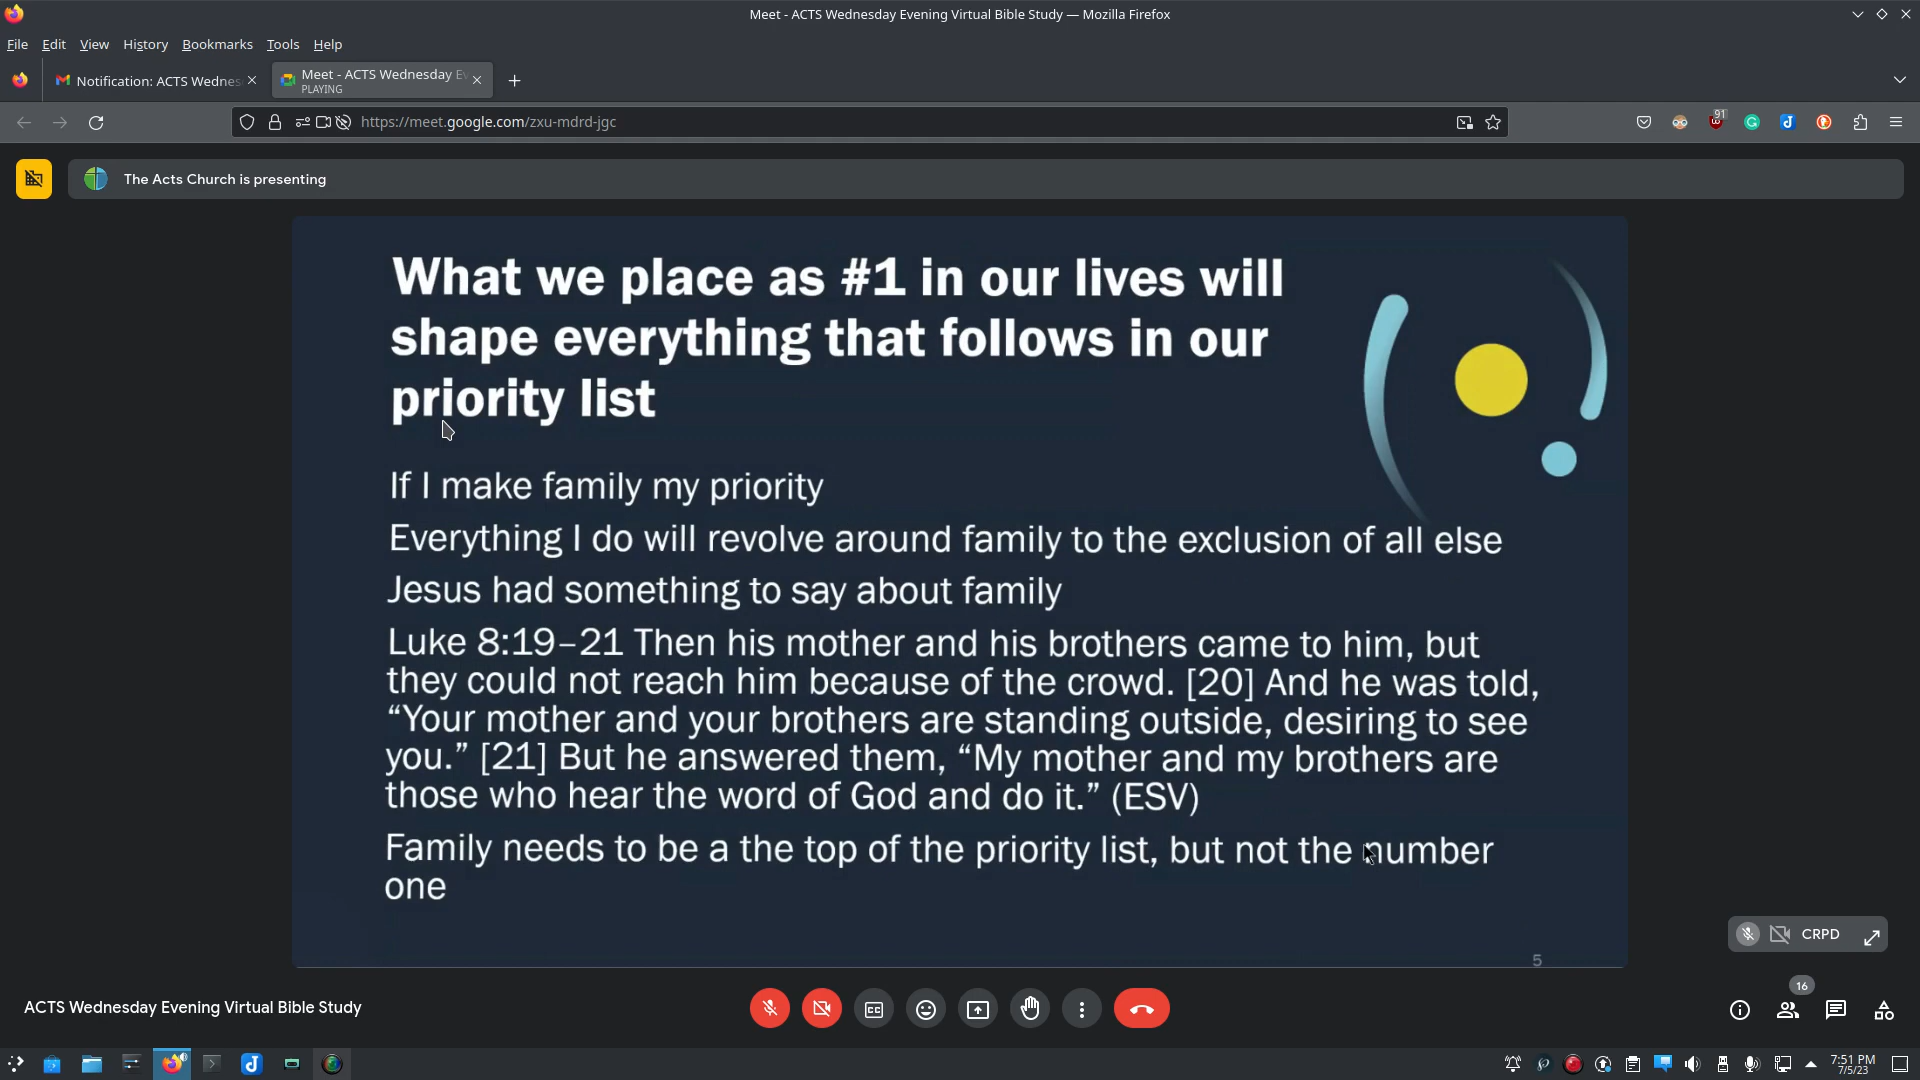 Meet - ACTS Wednesday Evening Virtual Bible Study — Mozilla Firefox
File Edit View History Bookmarks Tools Help
Notification: ACTS Wednes
Meet - ACTS Wednesday Ev
PLAYING
https://meet.google.com/zxu-mdrd-jgc
91
The Acts Church is presenting
What we place as #1 in our lives will
shape everything that follows in our
priority list
If I make family my priority
Everything I do will revolve around family to the exclusion of all else
Jesus had something to say about family
Luke 8:19–21 Then his mother and his brothers came to him, but
they could not reach him because of the crowd. [20] And he was told,
“Your mother and your brothers are standing outside, desiring to see
you.” [21] But he answered them, “My mother and my brothers are
those who hear the word of God and do it.” (ESV)
Family needs to be a the top of the priority list, but not the number
one
5
CRPD
16
ACTS Wednesday Evening Virtual Bible Study
7:51 PM
7/5/23